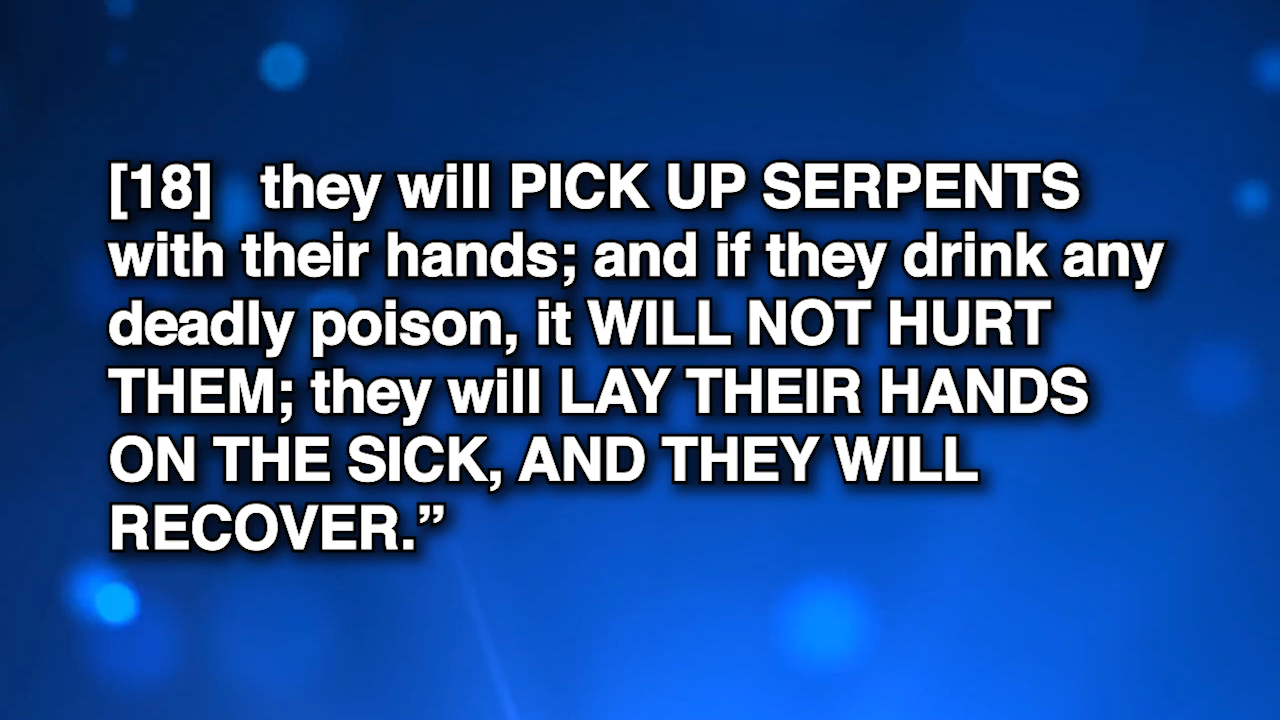 [18] they will PICK UP SERPENTS
with their hands; and if they drink any
deadly poison, it WILL NOT HURT
THEM; they will LAY THEIR HANDS
ON THE SICK, AND THEY WILL
RECOVER.”